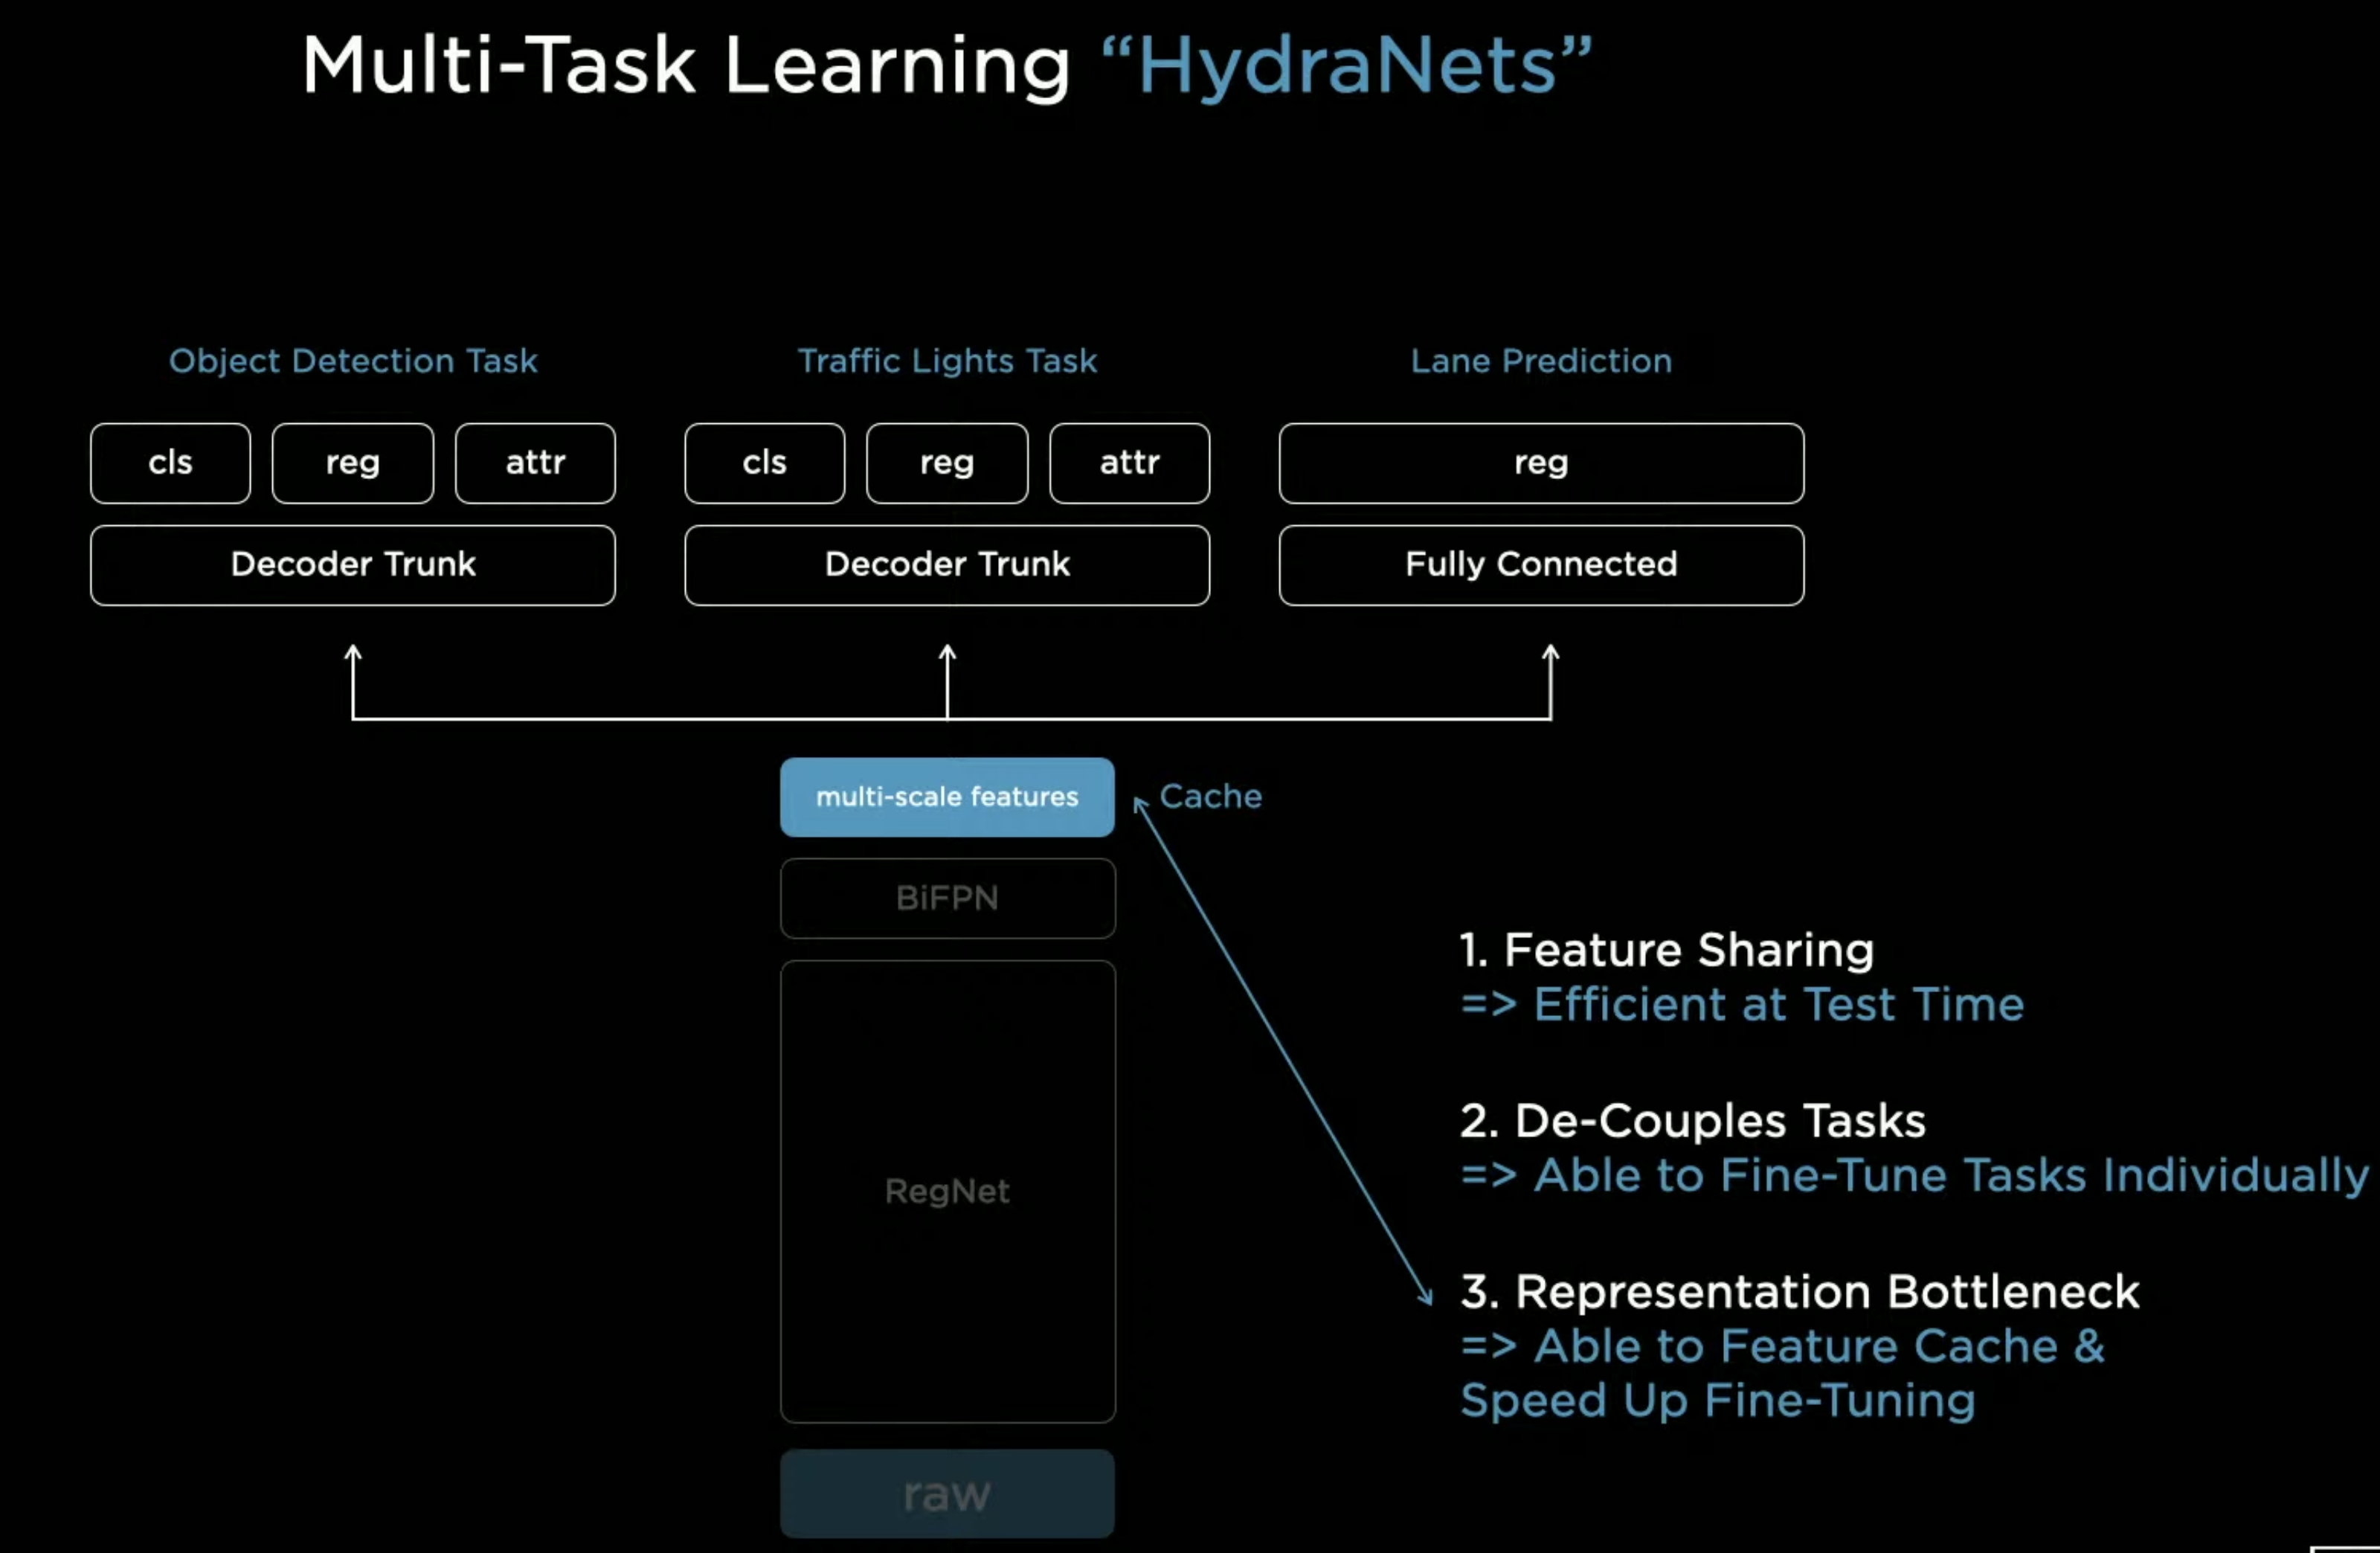 Multi-Task Learning “HydraNets”
Object Detection Task
cls
reg
attr
Decoder Trunk
Traffic Lights Task
cls
reg
attr
Decoder Trunk
Lane Prediction
reg
Fully Connected
multi-scale features
Cache
BiFPN
RegNet
raw
1. Feature Sharing
=> Efficient at Test Time
2. De-Couples Tasks
=> Able to Fine-Tune Tasks Individually
3. Representation Bottleneck
=> Able to Feature Cache &
Speed Up Fine-Tuning